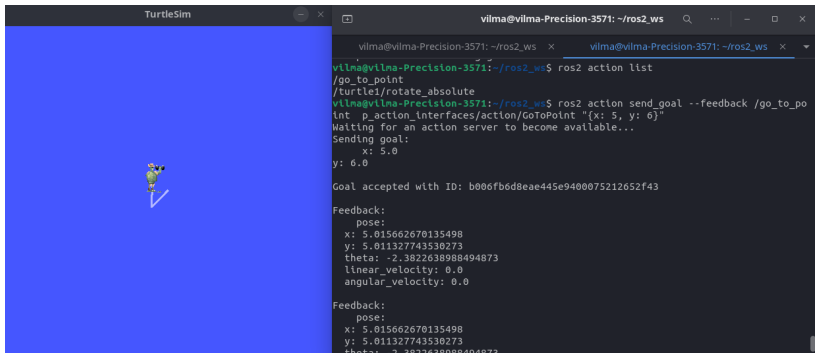 TurtleSim
vilma@vilma-Precision-3571: ~/ros2_ws
vilma@vilma-Precision-3571: ~/ros2_ws
vilma@vilma-Precision-3571: ~/ros2_ws
vilma@vilma-Precision-3571:~/ros2_ws$ ros2 action list
/go_to_point
/turtle1/rotate_absolute
vilma@vilma-Precision-3571:~/ros2_ws$ ros2 action send_goal --feedback /go_to_po
int  p_action_interfaces/action/GoToPoint "{x: 5, y: 6}"
Waiting for an action server to become available...
Sending goal:
x: 5.0
y: 6.0
Goal accepted with ID: b006fb6d8eae445e9400075212652f43
Feedback:
pose:
x: 5.015662670135498
y: 5.011327743530273
theta: -2.3822638988494873
linear_velocity: 0.0
angular_velocity: 0.0
Feedback:
pose:
x: 5.015662670135498
y: 5.011327743530273
theta: -2.3822638988494873